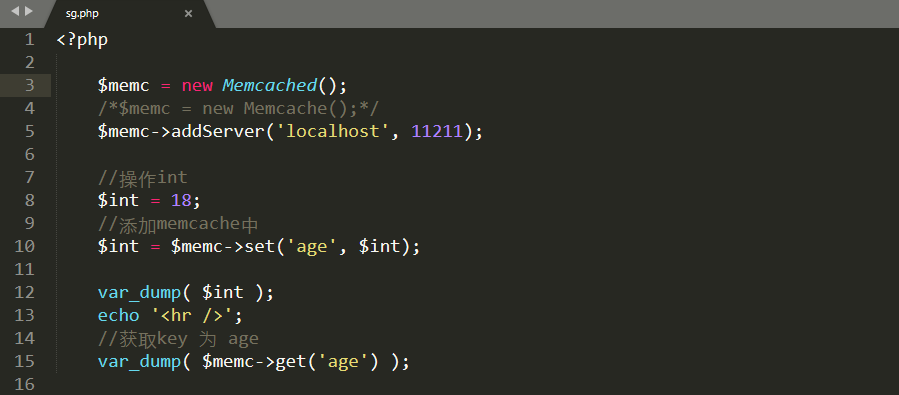 sg.php ×
1 <?php
2
3 $memc = new Memcached();
4 /*$memc = new Memcache();*/
5 $memc->addServer('localhost', 11211);
6
7 //操作int
8 $int = 18;
9 //添加memcache中
10 $int = $memc->set('age', $int);
11
12 var_dump( $int );
13 echo '<hr />';
14 //获取key 为 age
15 var_dump( $memc->get('age') );
16